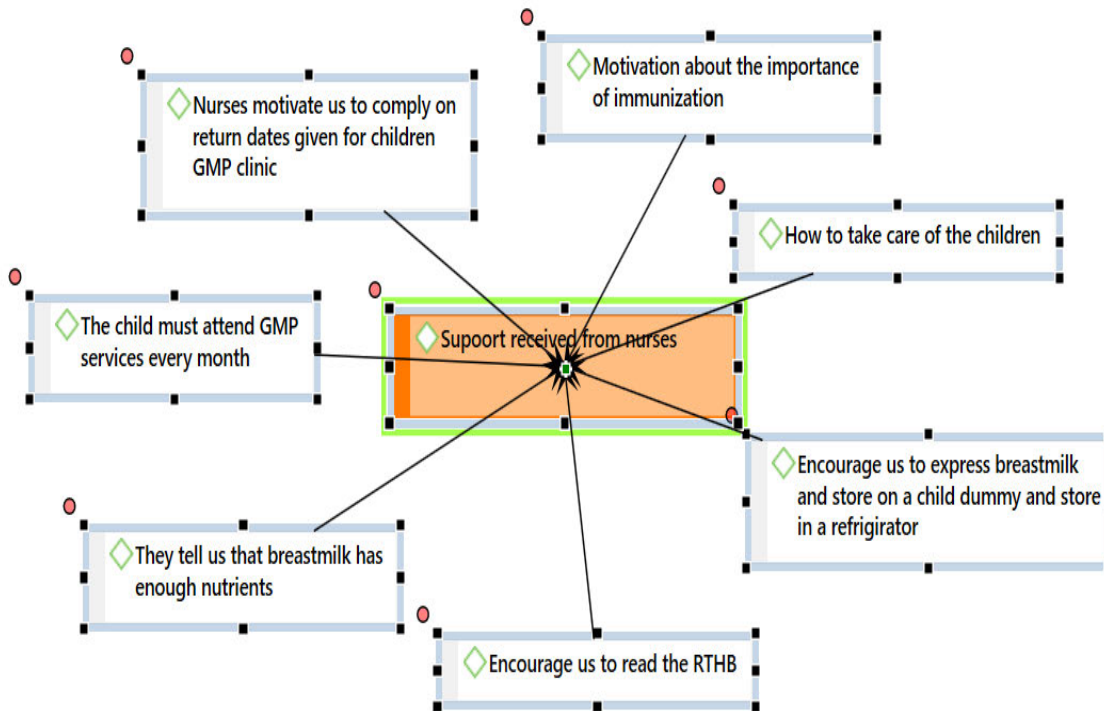 Motivation about the importance
of immunization
Nurses motivate us to comply on
return dates given for children
GMP clinic
How to take care of the children
The child must attend GMP
services every month
Supoort received from nurses
Encourage us to express breastmilk
and store on a child dummy and store
in a refrigirator
They tell us that breastmilk has
enough nutrients
Encourage us to read the RTHB